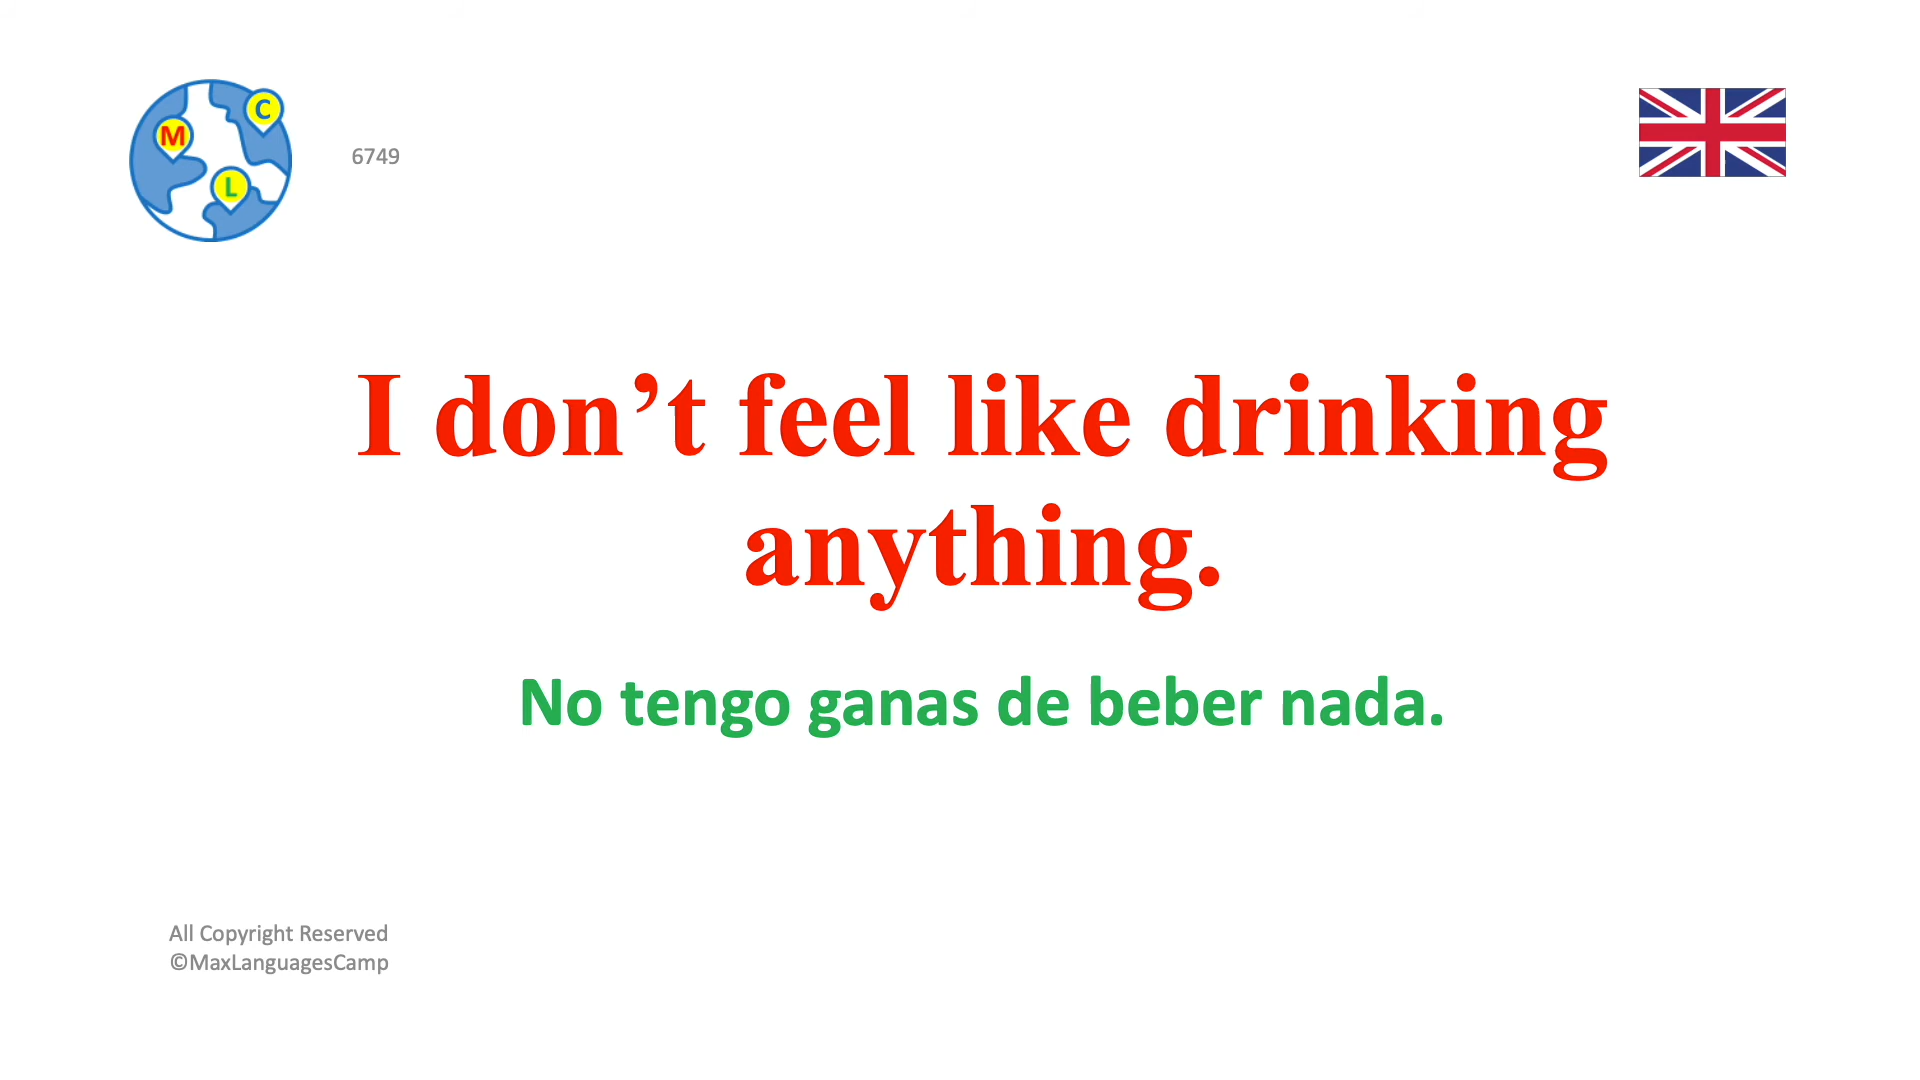 C
M
6749
L
I don’t feel like drinking
anything.
No tengo ganas de beber nada.
All Copyright Reserved
©MaxLanguagesCamp